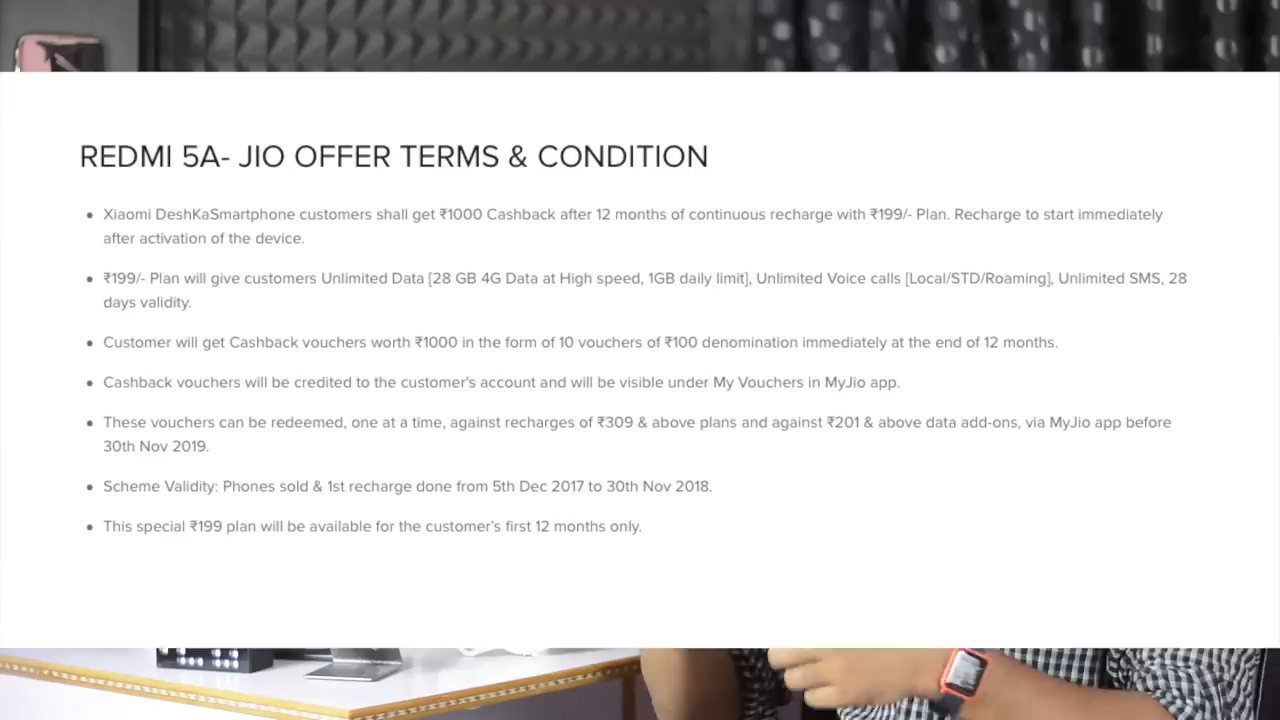 REDMI 5A- JIO OFFER TERMS & CONDITION
• Xiaomi DeshKaSmartphone customers shall get ₹1000 Cashback after 12 months of continuous recharge with ₹199/- Plan. Recharge to start immediately
after activation of the device.
• ₹199/- Plan will give customers Unlimited Data [28 GB 4G Data at High speed, 1GB daily limit], Unlimited Voice calls [Local/STD/Roaming], Unlimited SMS, 28
days validity.
• Customer will get Cashback vouchers worth ₹1000 in the form of 10 vouchers of ₹100 denomination immediately at the end of 12 months.
• Cashback vouchers will be credited to the customer's account and will be visible under My Vouchers in MyJio app.
• These vouchers can be redeemed, one at a time, against recharges of ₹309 & above plans and against ₹201 & above data add-ons, via MyJio app before
30th Nov 2019.
• Scheme Validity: Phones sold & 1st recharge done from 5th Dec 2017 to 30th Nov 2018.
• This special ₹199 plan will be available for the customer’s first 12 months only.